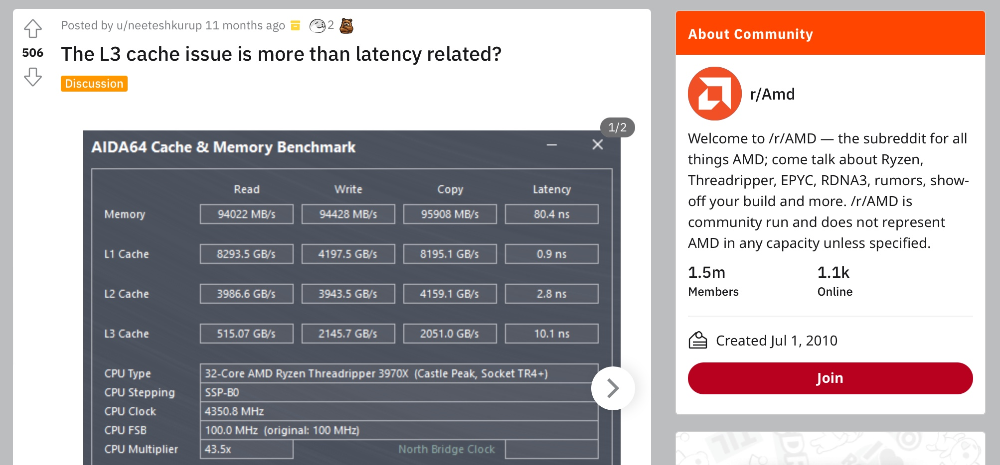 Posted by u/neeteshkurup 11 months ago 2
506
The L3 cache issue is more than latency related?
Discussion
1/2
AIDA64 Cache & Memory Benchmark
Read Write Copy Latency
Memory 94022 MB/s 94428 MB/s 95908 MB/s 80.4 ns
L1 Cache 8293.5 GB/s 4197.5 GB/s 8195.1 GB/s 0.9 ns
L2 Cache 3986.6 GB/s 3943.5 GB/s 4159.1 GB/s 2.8 ns
L3 Cache 515.07 GB/s 2145.7 GB/s 2051.0 GB/s 10.1 ns
CPU Type 32-Core AMD Ryzen Threadripper 3970X (Castle Peak, Socket TR4+)
CPU Stepping SSP-B0
CPU Clock 4350.8 MHz
CPU FSB 100.0 MHz (original: 100 MHz)
CPU Multiplier 43.5x North Bridge Clock
About Community
r/Amd
Welcome to /r/AMD — the subreddit for all
things AMD; come talk about Ryzen,
Threadripper, EPYC, RDNA3, rumors, show-
off your build and more. /r/AMD is
community run and does not represent
AMD in any capacity unless specified.
1.5m 1.1k
Members Online
Created Jul 1, 2010
Join
TIL